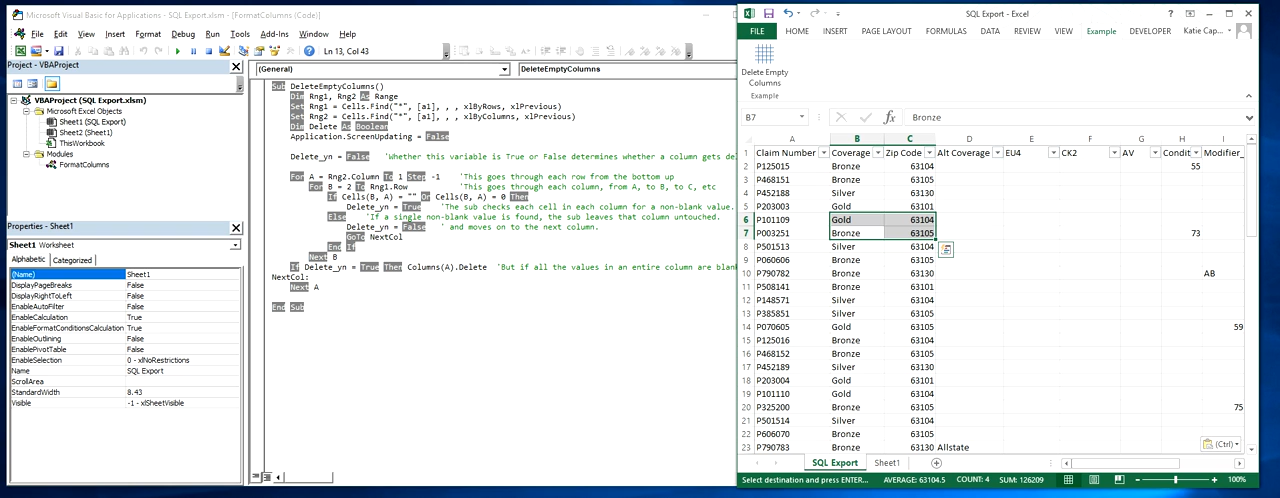 Microsoft Visual Basic for Applications - SQL Export.xlsm - [FormatColumns (Code)]
File Edit View Insert Format Debug Run Tools Add-Ins Window Help
Ln 13, Col 43
Project - VBAProject
VBAProject (SQL Export.xlsm)
Microsoft Excel Objects
Sheet1 (SQL Export)
Sheet2 (Sheet1)
ThisWorkbook
Modules
FormatColumns
Properties - Sheet1
Sheet1 Worksheet
Alphabetic Categorized
(Name) Sheet1
DisplayPageBreaks False
DisplayRightToLeft False
EnableAutoFilter False
EnableCalculation True
EnableFormatConditionsCalculation True
EnableOutlining False
EnablePivotTable False
EnableSelection 0 - xlNoRestrictions
Name SQL Export
ScrollArea
StandardWidth 8.43
Visible -1 - xlSheetVisible
(General) DeleteEmptyColumns
Sub DeleteEmptyColumns()
Dim Rng1, Rng2 As Range
Set Rng1 = Cells.Find("*", [a1], , , xlByRows, xlPrevious)
Set Rng2 = Cells.Find("*", [a1], , , xlByColumns, xlPrevious)
Dim Delete As Boolean
Application.ScreenUpdating = False
Delete_yn = False 'Whether this variable is True or False determines whether a column gets del
For A = Rng2.Column To 1 Step -1 'This goes through each row from the bottom up
For B = 2 To Rng1.Row 'This goes through each column, from A, to B, to C, etc
If Cells(B, A) = "" Or Cells(B, A) = 0 Then
Delete_yn = True 'The sub checks each cell in each column for a non-blank value.
Else 'If a single non-blank value is found, the sub leaves that column untouched.
Delete_yn = False ' and moves on to the next column.
GoTo NextCol
End If
Next B
If Delete_yn = True Then Columns(A).Delete 'But if all the values in an entire column are blank
NextCol:
Next A
End Sub
SQL Export - Excel
FILE HOME INSERT PAGE LAYOUT FORMULAS DATA REVIEW VIEW Example DEVELOPER Katie Cap...
Delete Empty
Columns
Example
B7 fx Bronze
A B C D E F G H I
1 Claim Number Coverage Zip Code Alt Coverage EU4 CK2 AV Condit Modifier_
2 P125015 Bronze 63104 55
3 P468151 Bronze 63105
4 P452188 Silver 63130
5 P203003 Gold 63101
6 P101109 Gold 63104
7 P003251 Bronze 63105 73
8 P501513 Silver 63104
9 P060606 Bronze 63105
10 P790782 Bronze 63130 AB
11 P508141 Bronze 63101
12 P148571 Silver 63104
13 P385851 Silver 63105
14 P070605 Gold 63105 59
15 P125016 Bronze 63104
16 P468152 Bronze 63105
17 P452189 Silver 63130
18 P203004 Gold 63101
19 P101110 Gold 63104
20 P325200 Bronze 63105 75
21 P501514 Silver 63104
22 P606070 Bronze 63105
23 P790783 Bronze 63130 Allstate
(Ctrl)
SQL Export Sheet1
Select destination and press ENTER... AVERAGE: 63104.5 COUNT: 4 SUM: 126209 100%